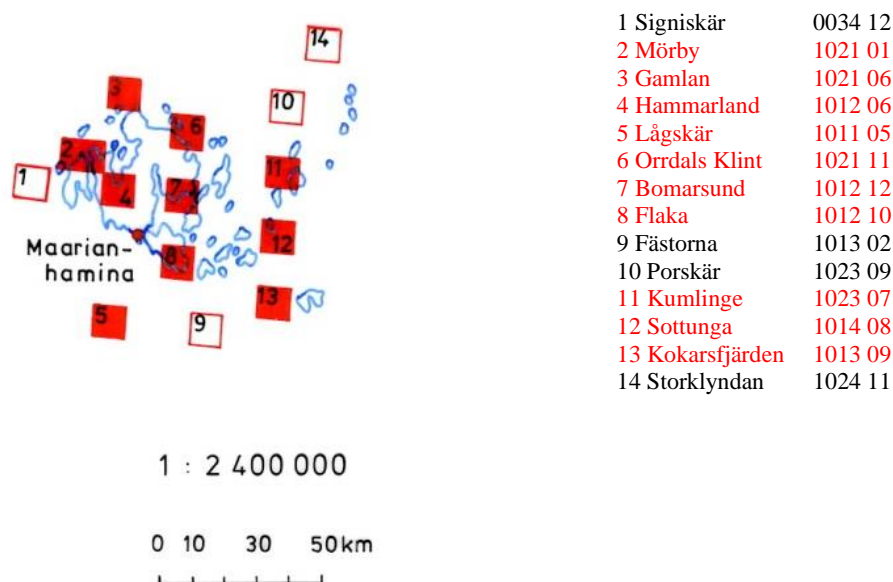 14
3
10
6
2
11
1
4
7
12
Maarian-
hamina
8
13
5
9
1 : 2 400 000
0 10 30 50km
1 Signiskär 0034 12
2 Mörby 1021 01
3 Gamlan 1021 06
4 Hammarland 1012 06
5 Lågskär 1011 05
6 Orrdals Klint 1021 11
7 Bomarsund 1012 12
8 Flaka 1012 10
9 Fästorna 1013 02
10 Porskär 1023 09
11 Kumlinge 1023 07
12 Sottunga 1014 08
13 Kokarsfjärden 1013 09
14 Storklyndan 1024 11